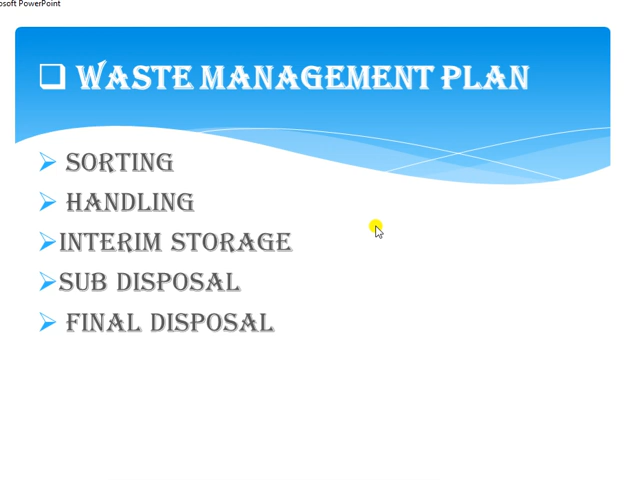 osoft PowerPoint
WASTE MANAGEMENT PLAN
SORTING
HANDLING
INTERIM STORAGE
SUB DISPOSAL
FINAL DISPOSAL